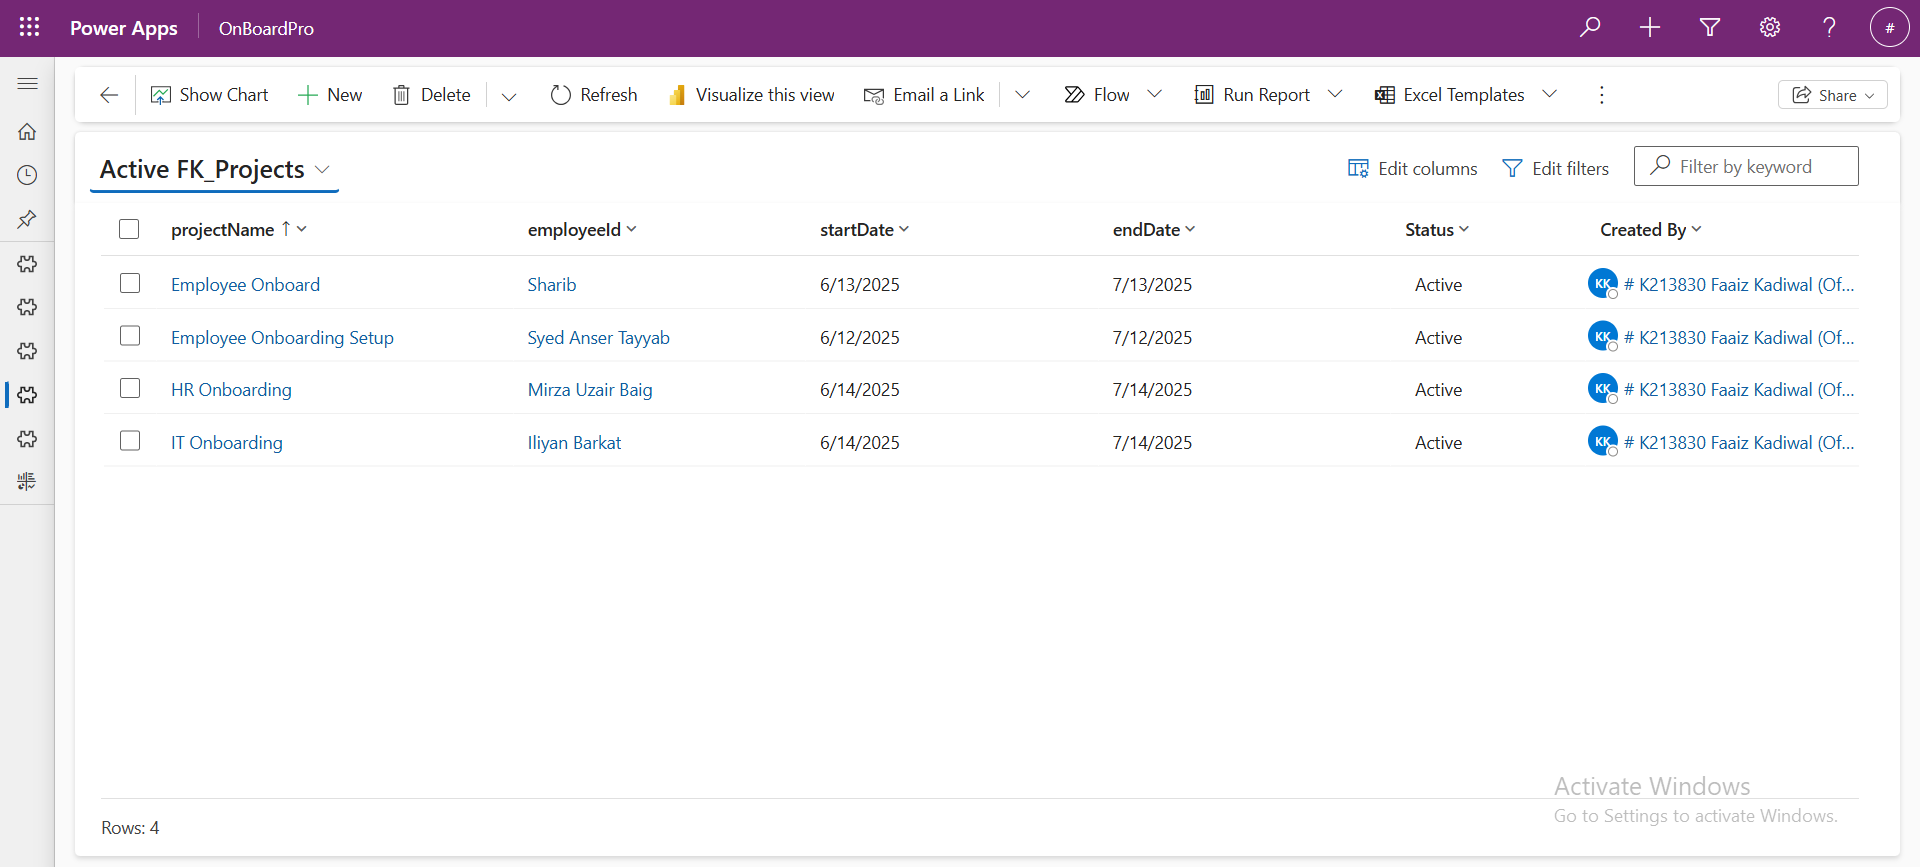 Power Apps OnBoardPro #
Show Chart New Delete Refresh Visualize this view Email a Link Flow Run Report Excel Templates Share
Active FK_Projects Edit columns Edit filters Filter by keyword
projectName employeeId startDate endDate Status Created By
Employee Onboard Sharib 6/13/2025 7/13/2025 Active KK # K213830 Faaiz Kadiwal (Of...
Employee Onboarding Setup Syed Anser Tayyab 6/12/2025 7/12/2025 Active KK # K213830 Faaiz Kadiwal (Of...
HR Onboarding Mirza Uzair Baig 6/14/2025 7/14/2025 Active KK # K213830 Faaiz Kadiwal (Of...
IT Onboarding Iliyan Barkat 6/14/2025 7/14/2025 Active KK # K213830 Faaiz Kadiwal (Of...
Activate Windows
Go to Settings to activate Windows.
Rows: 4